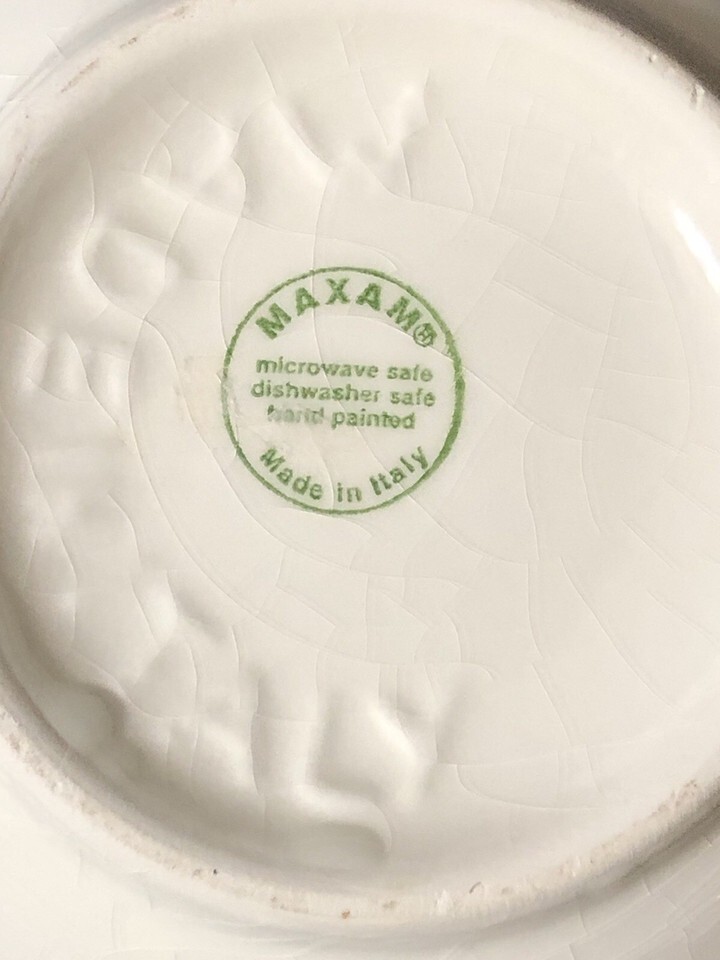 MAXAM®
microwave safe
dishwasher safe
hand painted
Made in Italy